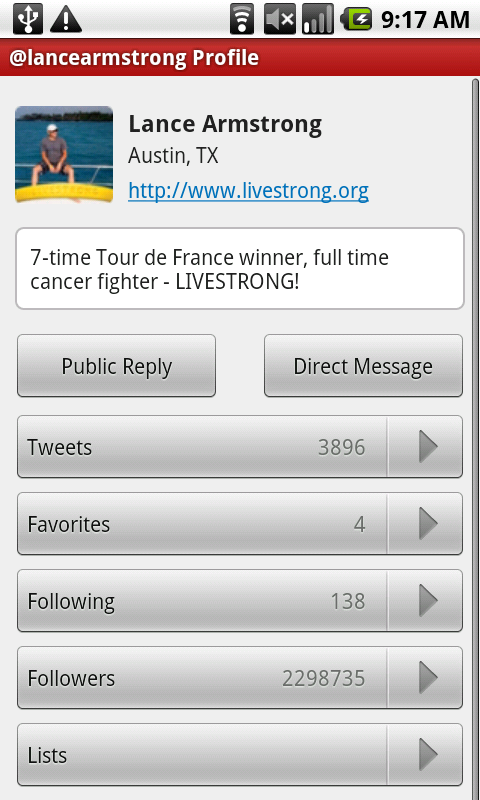 9:17 AM
@lancearmstrong Profile
Lance Armstrong
Austin, TX
http://www.livestrong.org
7-time Tour de France winner, full time
cancer fighter - LIVESTRONG!
Public Reply Direct Message
Tweets 3896
Favorites 4
Following 138
Followers 2298735
Lists